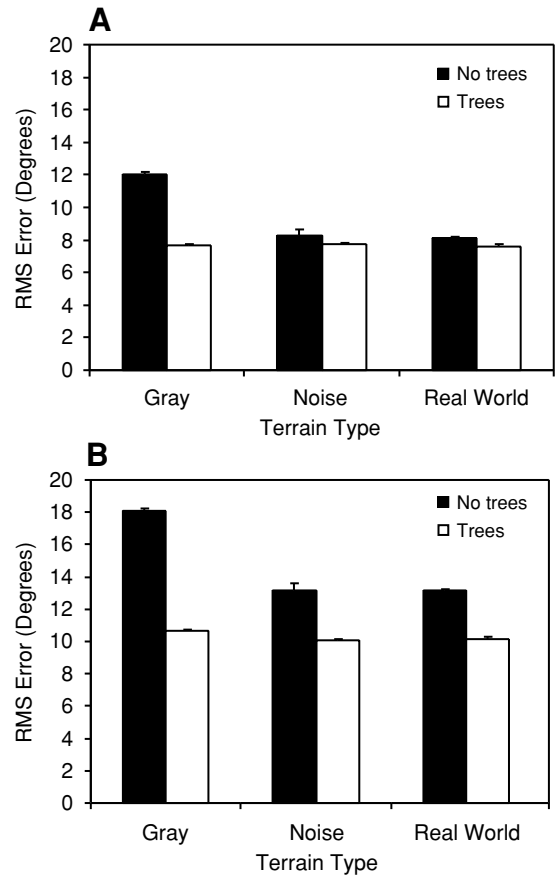 A
20
18
16
14
12
10
8
6
4
2
0
RMS Error (Degrees)
No trees
Trees
Gray Noise Real World
Terrain Type
B
20
18
16
14
12
10
8
6
4
2
0
RMS Error (Degrees)
No trees
Trees
Gray Noise Real World
Terrain Type